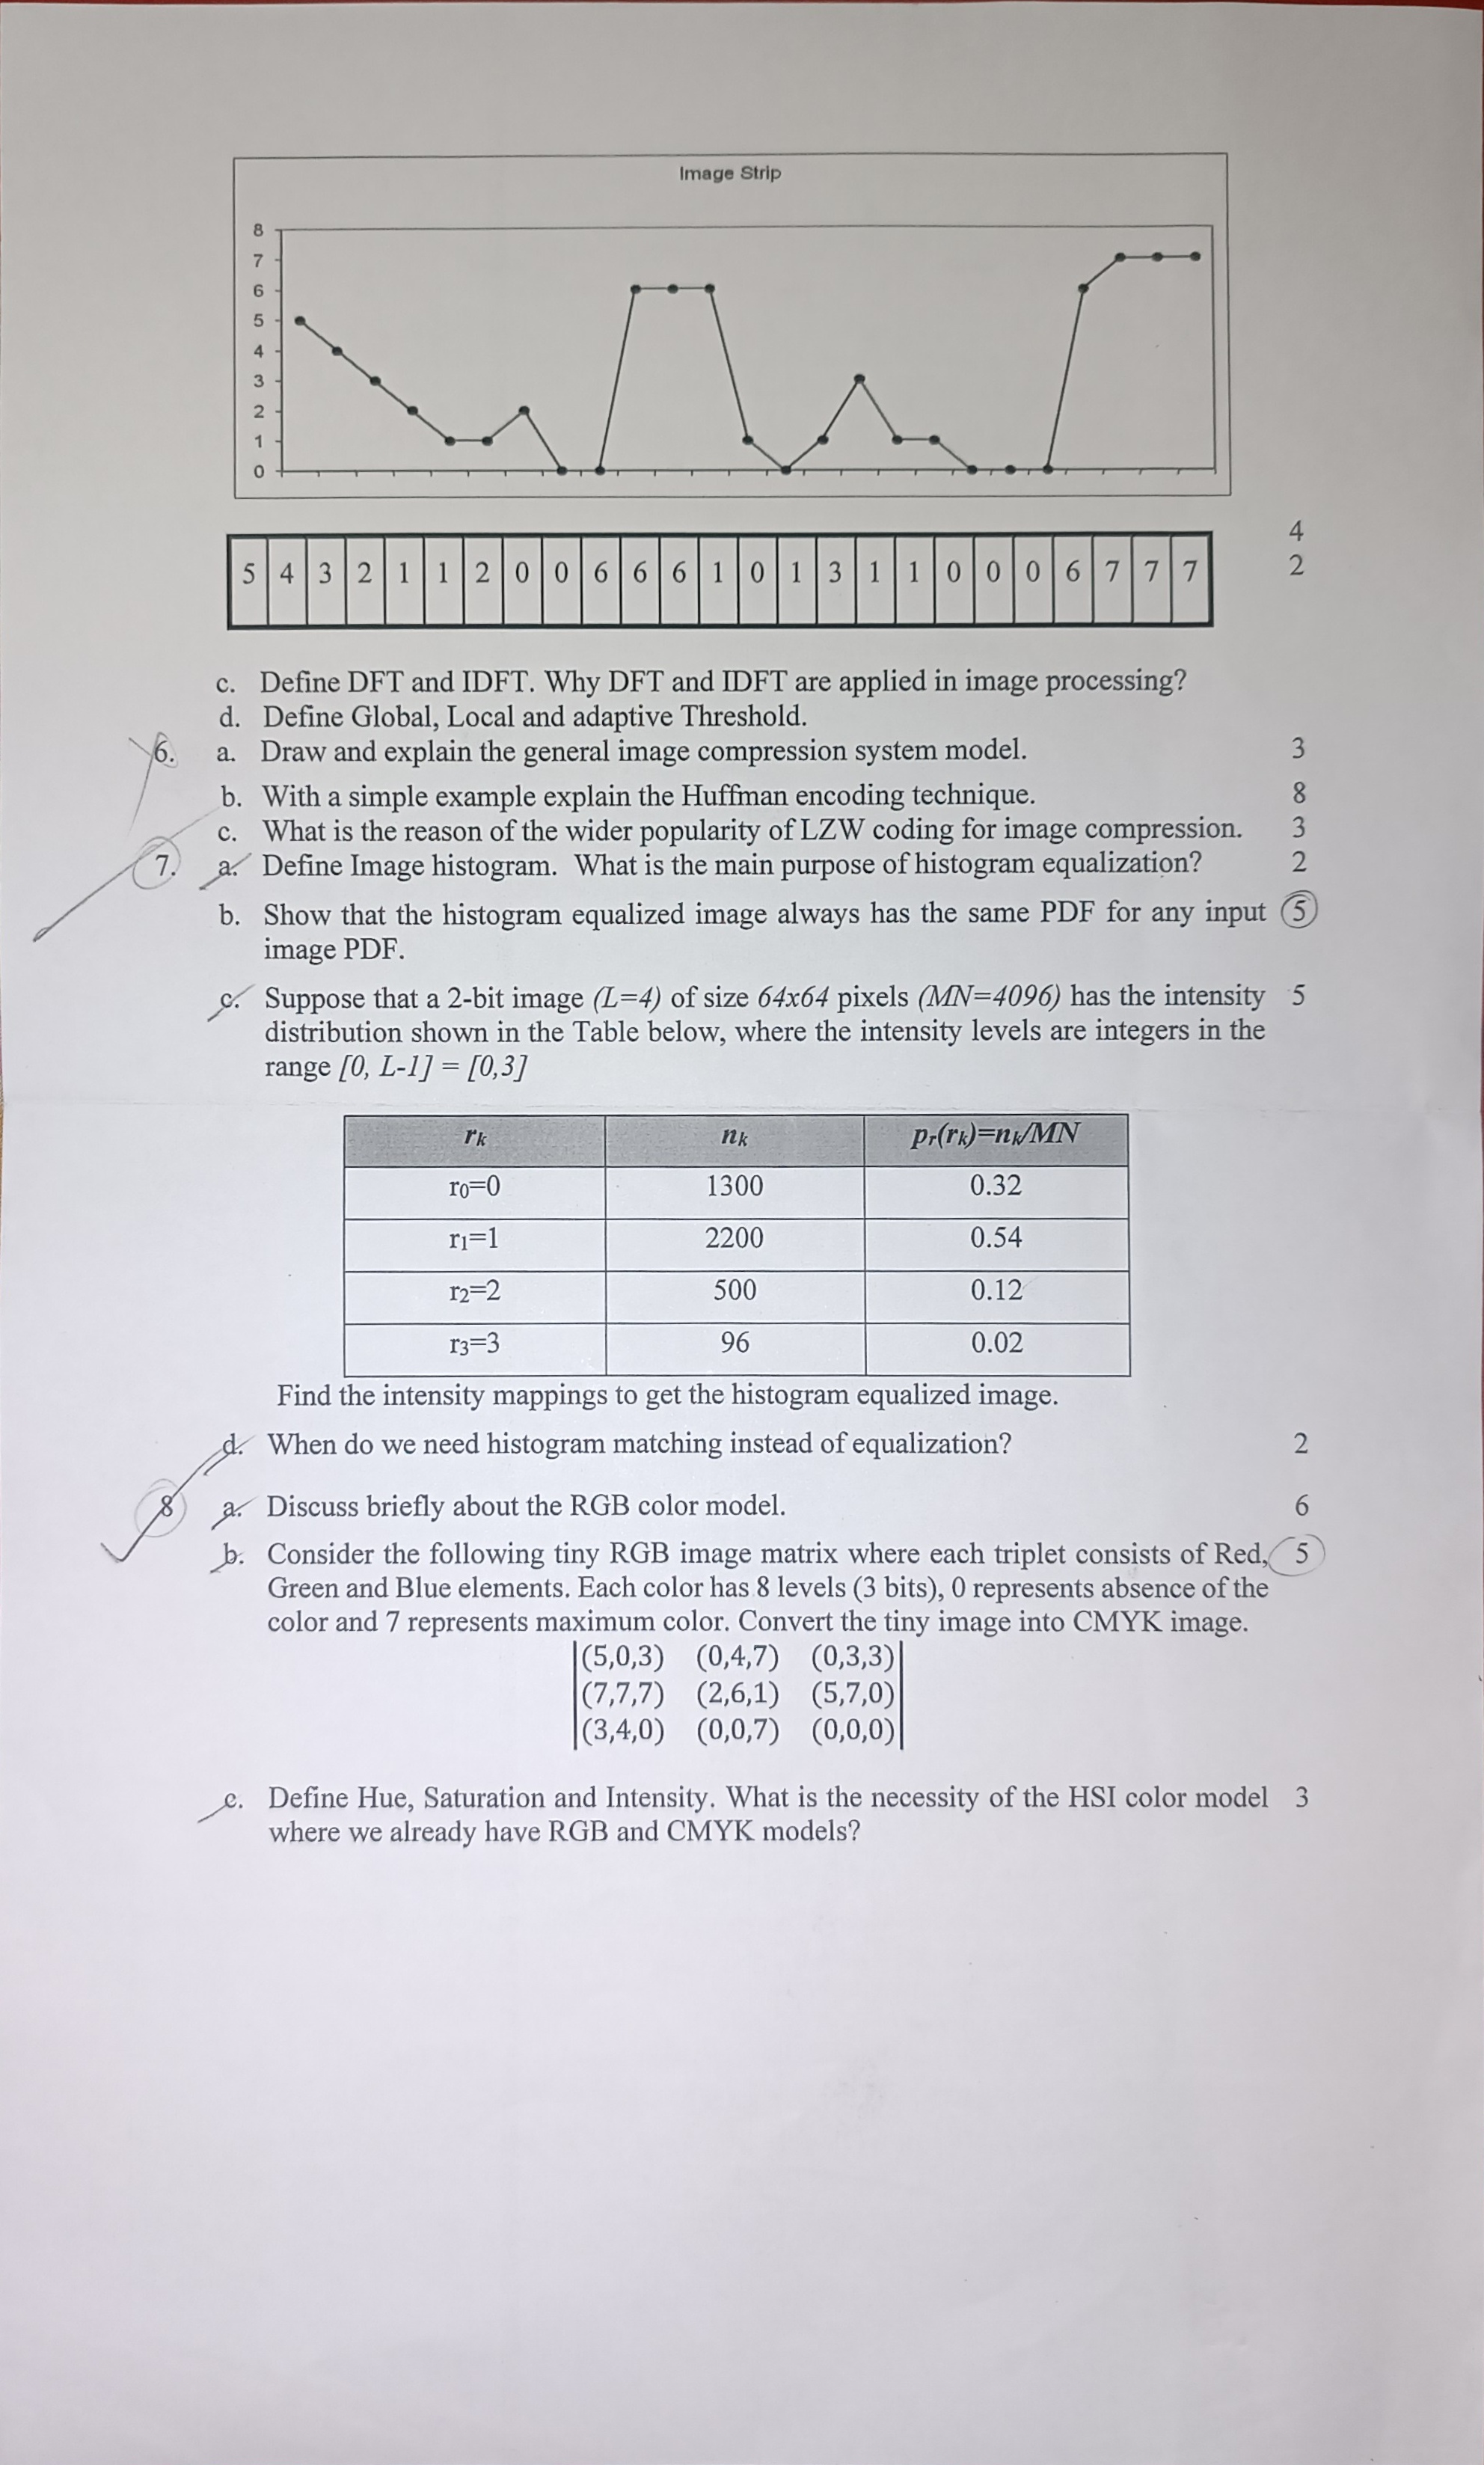 Image Strip
8
7
6
5
4
3
2
1
0
5 4 3 2 1 1 2 0 0 6 6 6 1 0 1 3 1 1 0 0 0 6 7 7 7
4
2
c. Define DFT and IDFT. Why DFT and IDFT are applied in image processing?
d. Define Global, Local and adaptive Threshold.
6. a. Draw and explain the general image compression system model. 3
b. With a simple example explain the Huffman encoding technique. 8
c. What is the reason of the wider popularity of LZW coding for image compression. 3
7. a. Define Image histogram. What is the main purpose of histogram equalization? 2
b. Show that the histogram equalized image always has the same PDF for any input 5
image PDF.
c. Suppose that a 2-bit image (L=4) of size 64x64 pixels (MN=4096) has the intensity 5
distribution shown in the Table below, where the intensity levels are integers in the
range [0, L-1] = [0,3]
rk nk pr(rk)=nk/MN
r0=0 1300 0.32
r1=1 2200 0.54
r2=2 500 0.12
r3=3 96 0.02
Find the intensity mappings to get the histogram equalized image.
d. When do we need histogram matching instead of equalization? 2
8 a. Discuss briefly about the RGB color model. 6
b. Consider the following tiny RGB image matrix where each triplet consists of Red, 5
Green and Blue elements. Each color has 8 levels (3 bits), 0 represents absence of the
color and 7 represents maximum color. Convert the tiny image into CMYK image.
|(5,0,3) (0,4,7) (0,3,3)|
|(7,7,7) (2,6,1) (5,7,0)|
|(3,4,0) (0,0,7) (0,0,0)|
c. Define Hue, Saturation and Intensity. What is the necessity of the HSI color model 3
where we already have RGB and CMYK models?